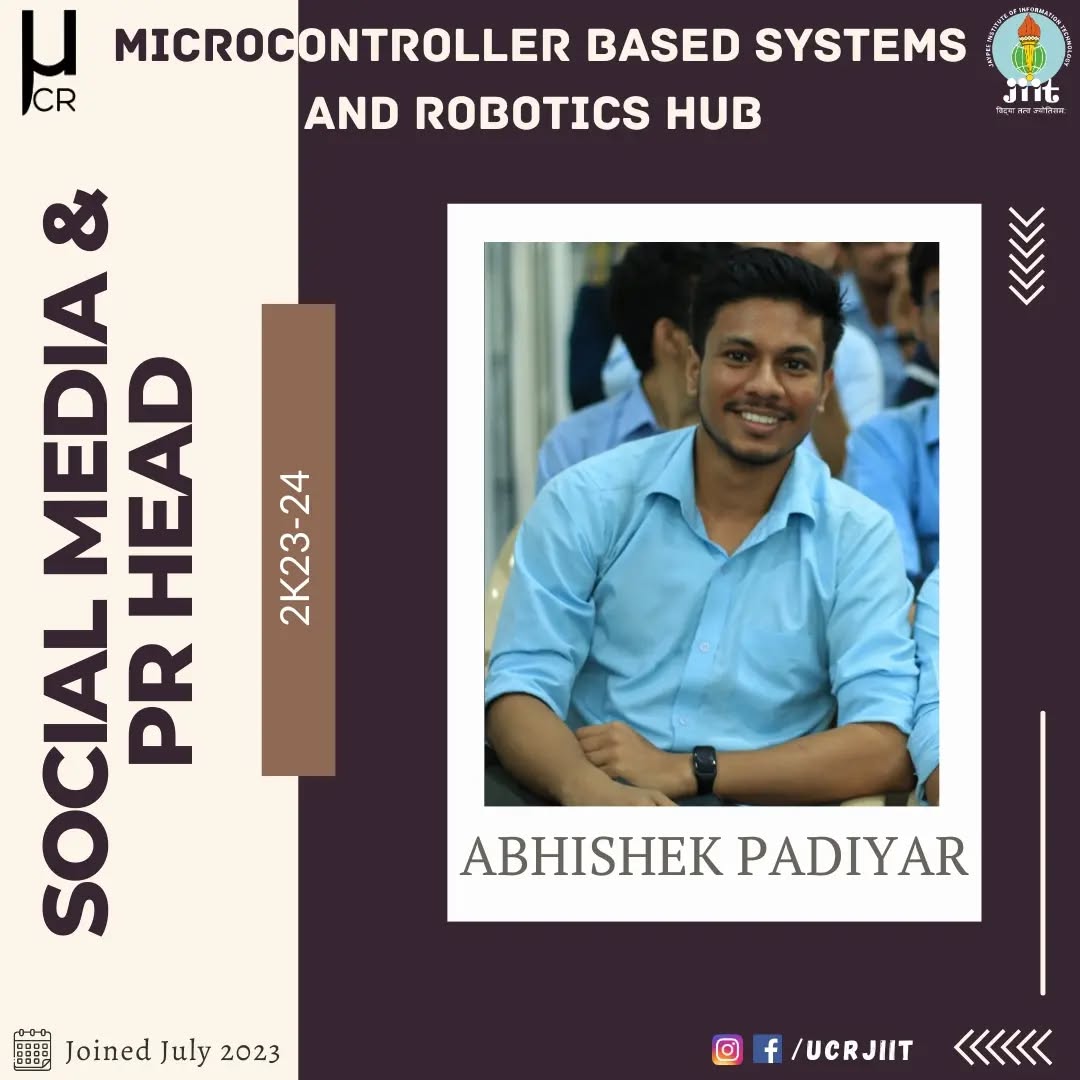 µCR
MICROCONTROLLER BASED SYSTEMS
AND ROBOTICS HUB
JAYPEE INSTITUTE OF INFORMATION TECHNOLOGY
jiit
विद्या तत्व ज्योतिसमः
SOCIAL MEDIA &
PR HEAD
2K23-24
ABHISHEK PADIYAR
Joined July 2023
/UCRJIIT